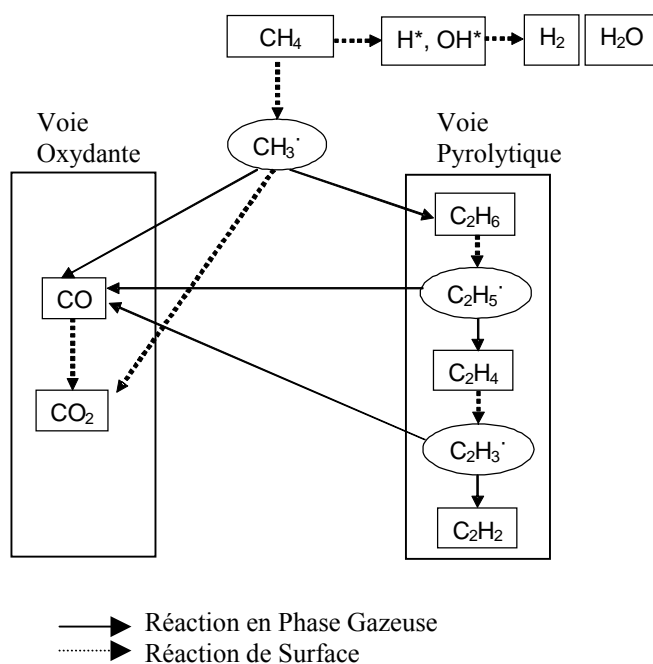 CH₄
H*, OH*
H₂
H₂O
Voie
Oxydante
CH₃˙
Voie
Pyrolytique
C₂H₆
CO
C₂H₅˙
C₂H₄
CO₂
C₂H₃˙
C₂H₂
Réaction en Phase Gazeuse
Réaction de Surface